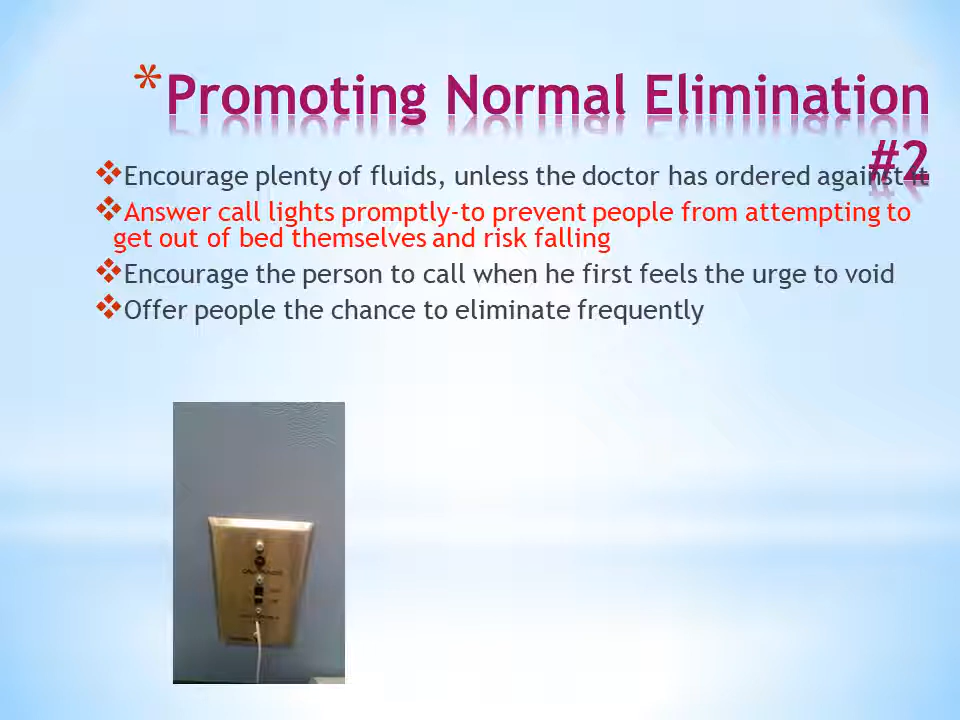 *Promoting Normal Elimination
#2
❖Encourage plenty of fluids, unless the doctor has ordered against it
❖Answer call lights promptly-to prevent people from attempting to
get out of bed themselves and risk falling
❖Encourage the person to call when he first feels the urge to void
❖Offer people the chance to eliminate frequently